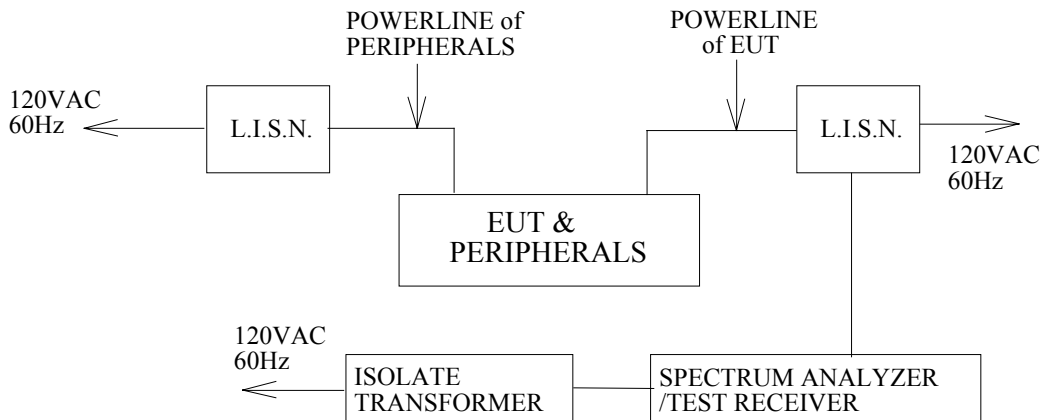 POWERLINE of
PERIPHERALS
POWERLINE
of EUT
120VAC
60Hz
L.I.S.N.
L.I.S.N.
120VAC
60Hz
EUT &
PERIPHERALS
120VAC
60Hz
ISOLATE
TRANSFORMER
SPECTRUM ANALYZER
/TEST RECEIVER